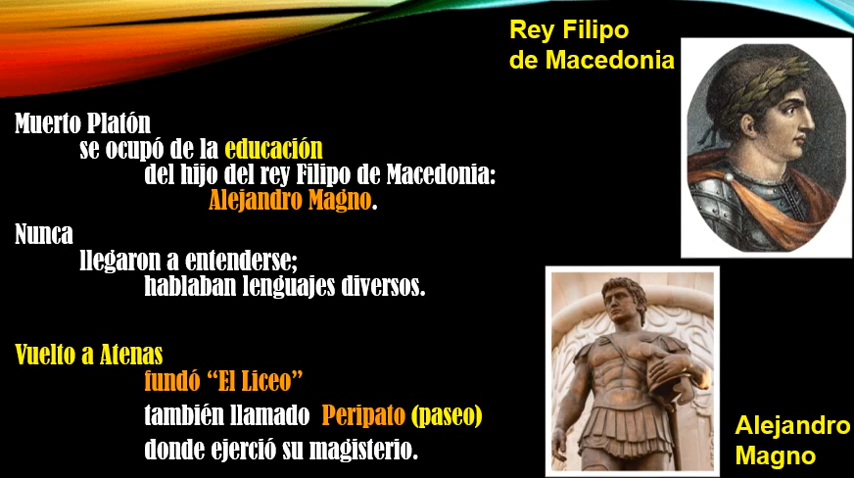 Rey Filipo
de Macedonia
Muerto Platón
se ocupó de la educación
del hijo del rey Filipo de Macedonia:
Alejandro Magno.
Nunca
llegaron a entenderse;
hablaban lenguajes diversos.
Vuelto a Atenas
fundó “El Liceo”
también llamado Peripato (paseo)
donde ejerció su magisterio.
Alejandro
Magno